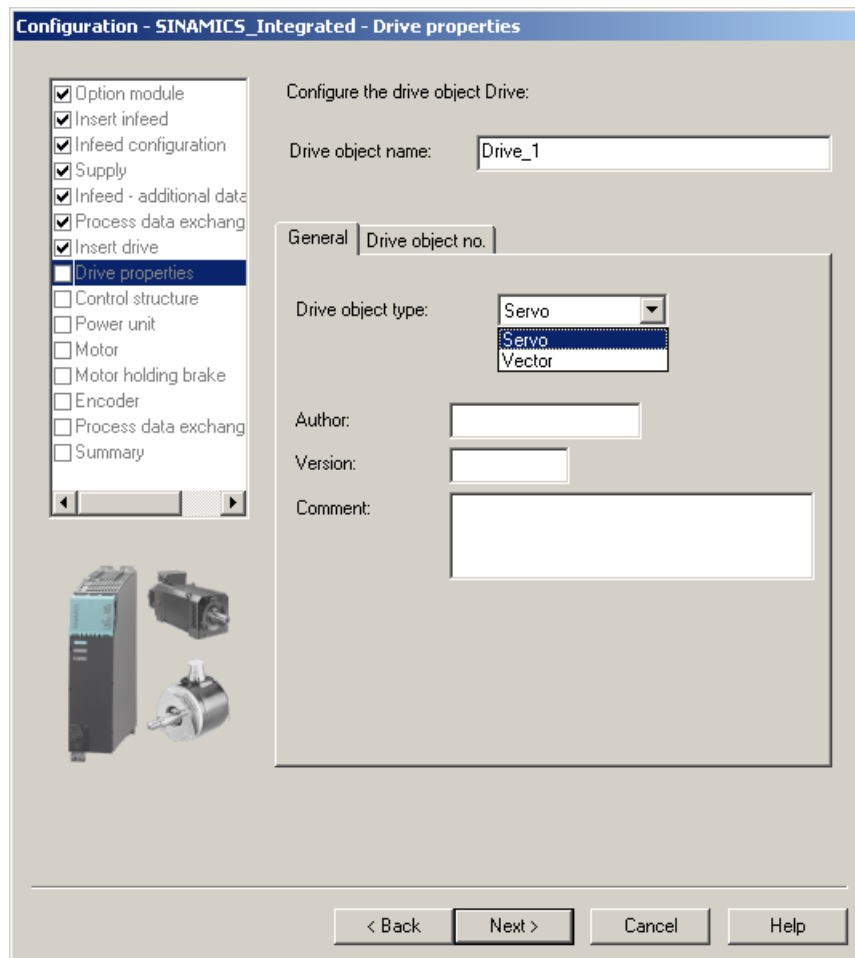 Configuration - SINAMICS_Integrated - Drive properties
Option module
Insert infeed
Infeed configuration
Supply
Infeed - additional data
Process data exchang
Insert drive
Drive properties
Control structure
Power unit
Motor
Motor holding brake
Encoder
Process data exchang
Summary
Configure the drive object Drive:
Drive object name: Drive_1
General Drive object no.
Drive object type: Servo
Servo
Vector
Author:
Version:
Comment:
< Back Next > Cancel Help